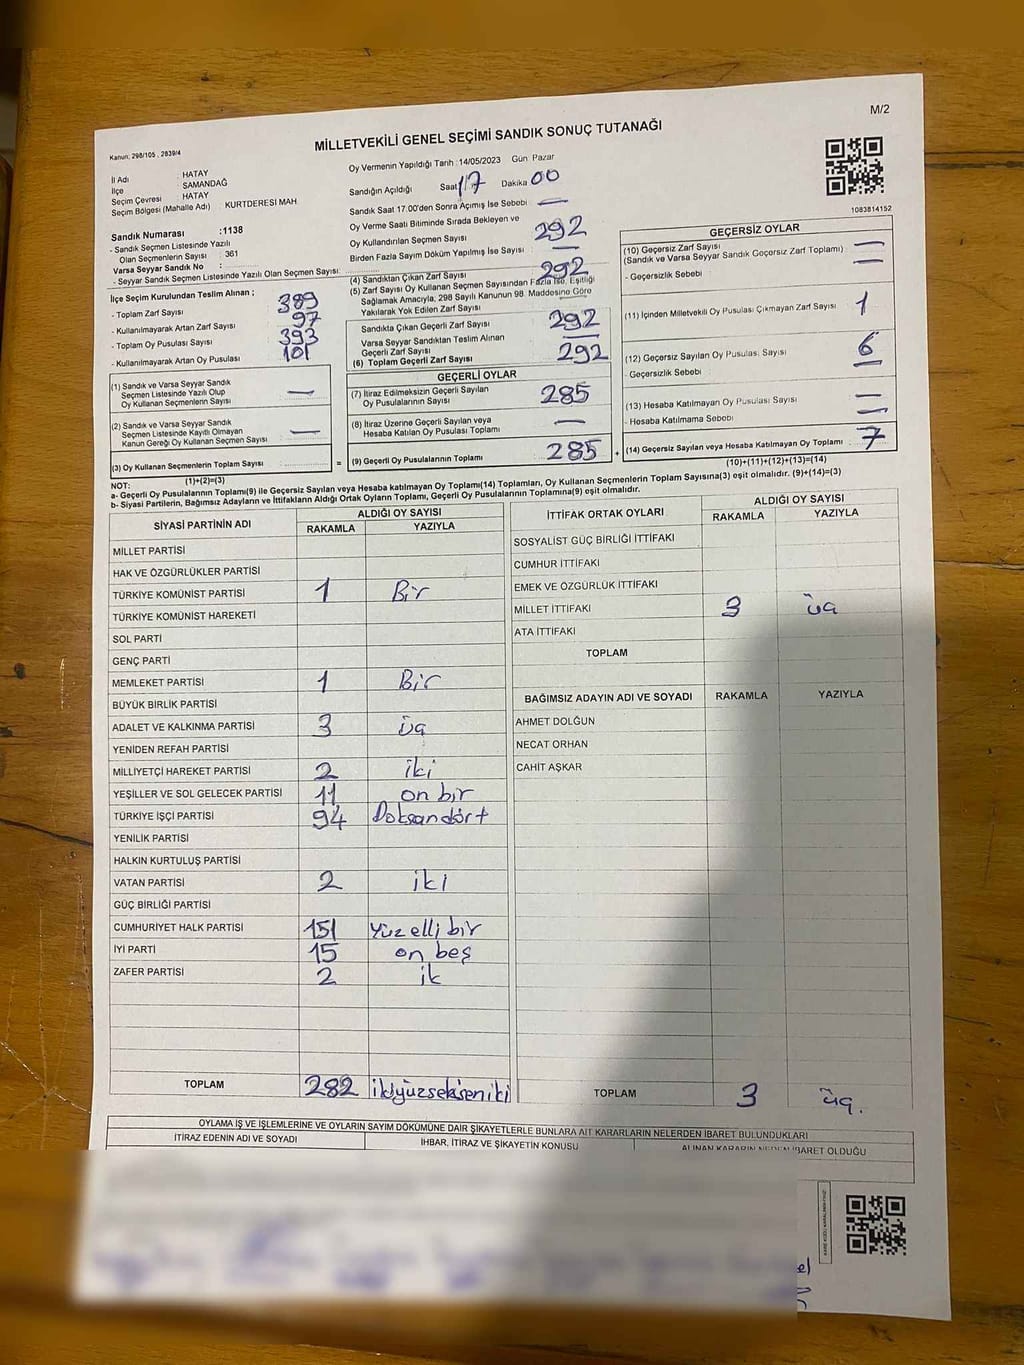 M/2
Kanun: 298/105 . 2839/4
MİLLETVEKİLİ GENEL SEÇİMİ SANDIK SONUÇ TUTANAĞI
İl Adı : HATAY
İlçe : SAMANDAĞ
Seçim Çevresi : HATAY
Seçim Bölgesi (Mahalle Adı) : KURTDERESİ MAH
Sandık Numarası :1138
- Sandık Seçmen Listesinde Yazılı
Olan Seçmenlerin Sayısı : 361
Varsa Seyyar Sandık No :
- Seyyar Sandık Seçmen Listesinde Yazılı Olan Seçmen Sayısı:
İlçe Seçim Kurulundan Teslim Alınan ;
- Toplam Zarf Sayısı : 389
- Kullanılmayarak Artan Zarf Sayısı : 97
- Toplam Oy Pusulası Sayısı : 393
- Kullanılmayarak Artan Oy Pusulası : 101
(1) Sandık ve Varsa Seyyar Sandık
Seçmen Listesinde Yazılı Olup
Oy Kullanan Seçmenlerin Sayısı : —
(2) Sandık ve Varsa Seyyar Sandık
Seçmen Listesinde Kayıtlı Olmayan
Kanun Gereği Oy Kullanan Seçmen Sayısı : —
(3) Oy Kullanan Seçmenlerin Toplam Sayısı :
(1)+(2)=(3)
Oy Vermenin Yapıldığı Tarih :14/05/2023 Gün: Pazar
Sandığın Açıldığı Saat 17 Dakika 00
Sandık Saat 17.00'den Sonra Açımış İse Sebebi : —
Oy Verme Saati Bitiminde Sırada Bekleyen ve
Oy Kullandırılan Seçmen Sayısı : 292
Birden Fazla Sayım Döküm Yapılmış İse Sayısı : —
(4) Sandıktan Çıkan Zarf Sayısı : 292
(5) Zarf Sayısı Oy Kullanan Seçmen Sayısından Fazla İse, Eşitliği
Sağlamak Amacıyla; 298 Sayılı Kanunun 98. Maddesine Göre
Yakılarak Yok Edilen Zarf Sayısı :
Sandıkta Çıkan Geçerli Zarf Sayısı : 292
Varsa Seyyar Sandıktan Teslim Alınan
Geçerli Zarf Sayısı :
(6) Toplam Geçerli Zarf Sayısı : 292
GEÇERLİ OYLAR
(7) İtiraz Edilmeksizin Geçerli Sayılan
Oy Pusulalarının Sayısı : 285
(8) İtiraz Üzerine Geçerli Sayılan veya
Hesaba Katılan Oy Pusulası Toplamı : —
= (9) Geçerli Oy Pusulalarının Toplamı : 285
1083814152
GEÇERSİZ OYLAR
(10) Geçersiz Zarf Sayısı : —
(Sandık ve Varsa Seyyar Sandık Geçersiz Zarf Toplamı)
- Geçersizlik Sebebi : —
(11) İçinden Milletvekili Oy Pusulası Çıkmayan Zarf Sayısı : 1
(12) Geçersiz Sayılan Oy Pusulası Sayısı : 6
- Geçersizlik Sebebi : —
(13) Hesaba Katılmayan Oy Pusulası Sayısı : —
- Hesaba Katılmama Sebebi : —
+ (14) Geçersiz Sayılan veya Hesaba Katılmayan Oy Toplamı : 7
(10)+(11)+(12)+(13)=(14)
NOT:
a- Geçerli Oy Pusulalarının Toplamı(9) ile Geçersiz Sayılan veya Hesaba Katılmayan Oy Toplamı(14) Toplamları, Oy Kullanan Seçmenlerin Toplam Sayısına(3) eşit olmalıdır. (9)+(14)=(3)
b- Siyasi Partilerin, Bağımsız Adayların ve İttifakların Aldığı Ortak Oyların Toplamı, Geçerli Oy Pusulalarının Toplamına(9) eşit olmalıdır.
SİYASİ PARTİNİN ADI ALDIĞI OY SAYISI
RAKAMLA YAZIYLA
MİLLET PARTİSİ
HAK VE ÖZGÜRLÜKLER PARTİSİ
TÜRKİYE KOMÜNİST PARTİSİ 1 Bir
TÜRKİYE KOMÜNİST HAREKETİ
SOL PARTİ
GENÇ PARTİ
MEMLEKET PARTİSİ 1 Bir
BÜYÜK BİRLİK PARTİSİ
ADALET VE KALKINMA PARTİSİ 3 üç
YENİDEN REFAH PARTİSİ
MİLLİYETÇİ HAREKET PARTİSİ 2 iki
YEŞİLLER VE SOL GELECEK PARTİSİ 11 on bir
TÜRKİYE İŞÇİ PARTİSİ 94 Doksandört
YENİLİK PARTİSİ
HALKIN KURTULUŞ PARTİSİ
VATAN PARTİSİ 2 iki
GÜÇ BİRLİĞİ PARTİSİ
CUMHURİYET HALK PARTİSİ 151 Yüz elli bir
İYİ PARTİ 15 on beş
ZAFER PARTİSİ 2 ik
TOPLAM 282 ikiyüzseksen iki
İTTİFAK ORTAK OYLARI ALDIĞI OY SAYISI
RAKAMLA YAZIYLA
SOSYALİST GÜÇ BİRLİĞİ İTTİFAKI
CUMHUR İTTİFAKI
EMEK VE ÖZGÜRLÜK İTTİFAKI
MİLLET İTTİFAKI 3 üç
ATA İTTİFAKI
TOPLAM
BAĞIMSIZ ADAYIN ADI VE SOYADI RAKAMLA YAZIYLA
AHMET DOLĞUN
NECAT ORHAN
CAHİT AŞKAR
TOPLAM 3 üç.
OYLAMA İŞ VE İŞLEMLERİNE VE OYLARIN SAYIM DÖKÜMÜNE DAİR ŞİKAYETLERLE BUNLARA AİT KARARLARIN NELERDEN İBARET BULUNDUKLARI
İTİRAZ EDENİN ADI VE SOYADI İHBAR, İTİRAZ VE ŞİKAYETİN KONUSU ALINAN KARARIN NEDEN İBARET OLDUĞU